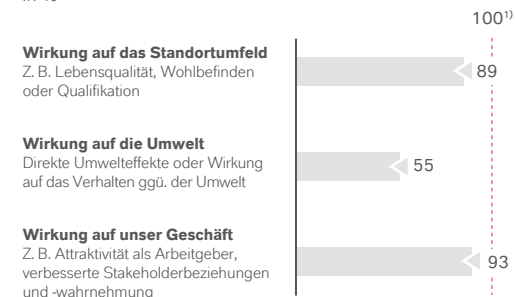 100¹⁾
Wirkung auf das Standortumfeld
Z. B. Lebensqualität, Wohlbefinden
oder Qualifikation
89
Wirkung auf die Umwelt
Direkte Umwelteffekte oder Wirkung
auf das Verhalten ggü. der Umwelt
55
Wirkung auf unser Geschäft
Z. B. Attraktivität als Arbeitgeber,
verbesserte Stakeholderbeziehungen
und -wahrnehmung
93